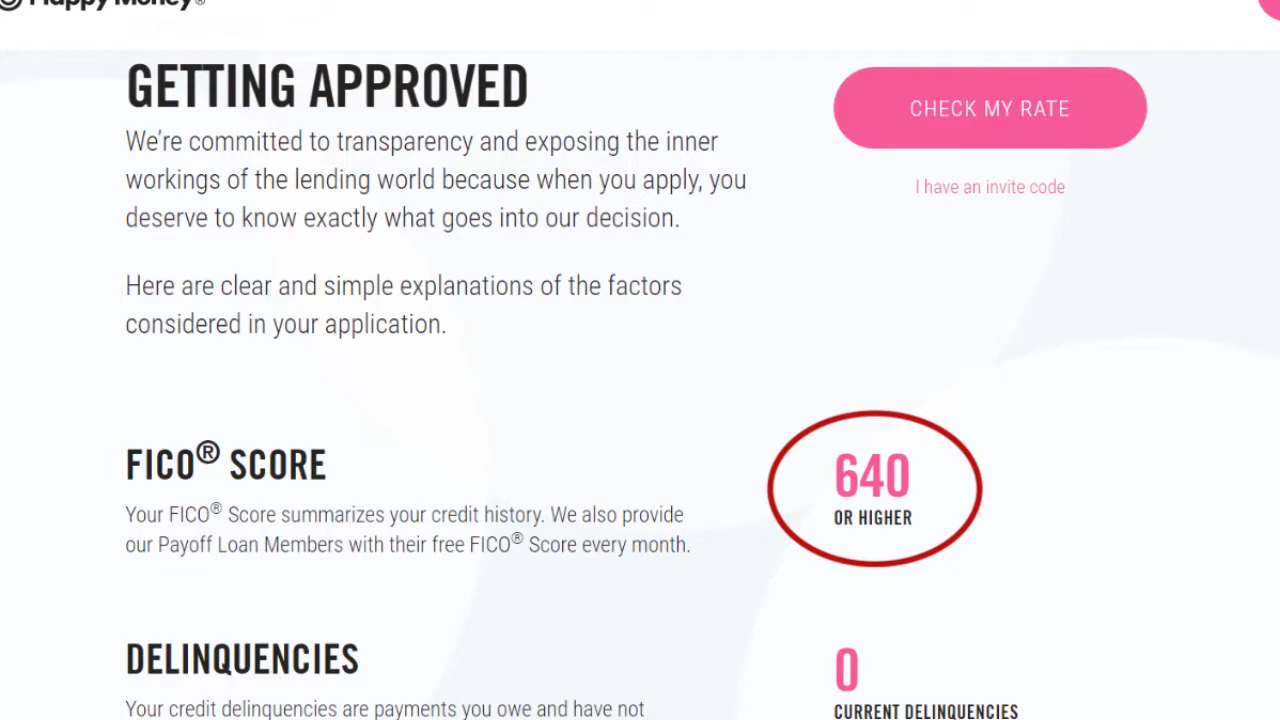 Happy Money®
GETTING APPROVED
We're committed to transparency and exposing the inner
workings of the lending world because when you apply, you
deserve to know exactly what goes into our decision.
Here are clear and simple explanations of the factors
considered in your application.
CHECK MY RATE
I have an invite code
FICO® SCORE
Your FICO® Score summarizes your credit history. We also provide
our Payoff Loan Members with their free FICO® Score every month.
640
OR HIGHER
DELINQUENCIES
Your credit delinquencies are payments you owe and have not
0
CURRENT DELINQUENCIES